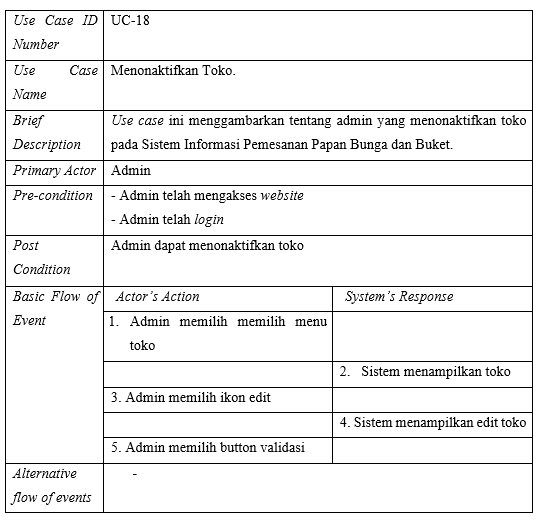 Use Case ID UC-18
Number
Use Case Menonaktifkan Toko.
Name
Brief Use case ini menggambarkan tentang admin yang menonaktifkan toko
Description pada Sistem Informasi Pemesanan Papan Bunga dan Buket.
Primary Actor Admin
Pre-condition - Admin telah mengakses website
- Admin telah login
Post Admin dapat menonaktifkan toko
Condition
Basic Flow of Actor's Action System's Response
Event 1. Admin memilih memilih menu
toko
2. Sistem menampilkan toko
3. Admin memilih ikon edit
4. Sistem menampilkan edit toko
5. Admin memilih button validasi
Alternative -
flow of events